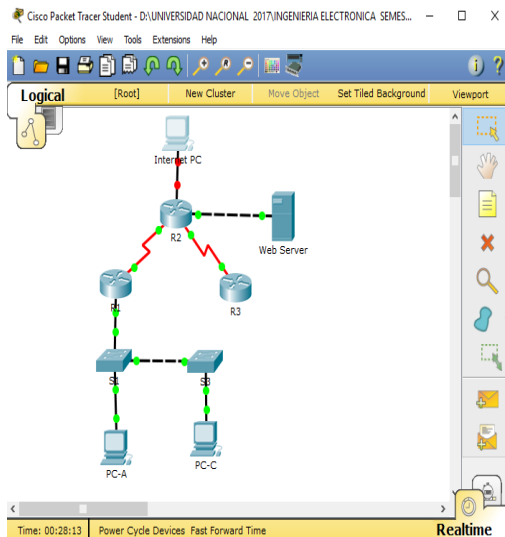 Cisco Packet Tracer Student - D:\UNIVERSIDAD NACIONAL 2017\INGENIERIA ELECTRONICA SEMES...
File Edit Options View Tools Extensions Help
Logical [Root] New Cluster Move Object Set Tiled Background Viewport
Internet PC
R2
Web Server
R1
R3
S1
S3
PC-A
PC-C
Time: 00:28:13 Power Cycle Devices Fast Forward Time Realtime